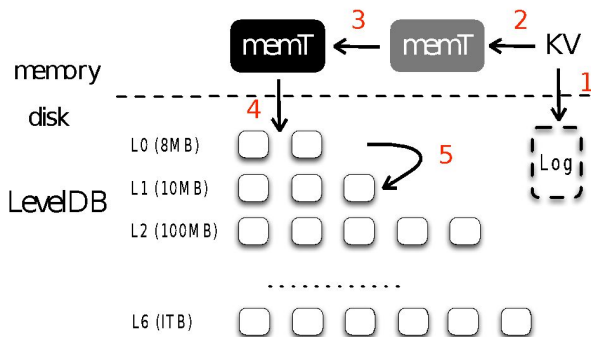 3 2
memT memT KV
memory 1
disk 4
L0 (8MB) 5
Log
L1 (10MB)
LevelDB
L2 (100MB)
...........
L6 (ITB)